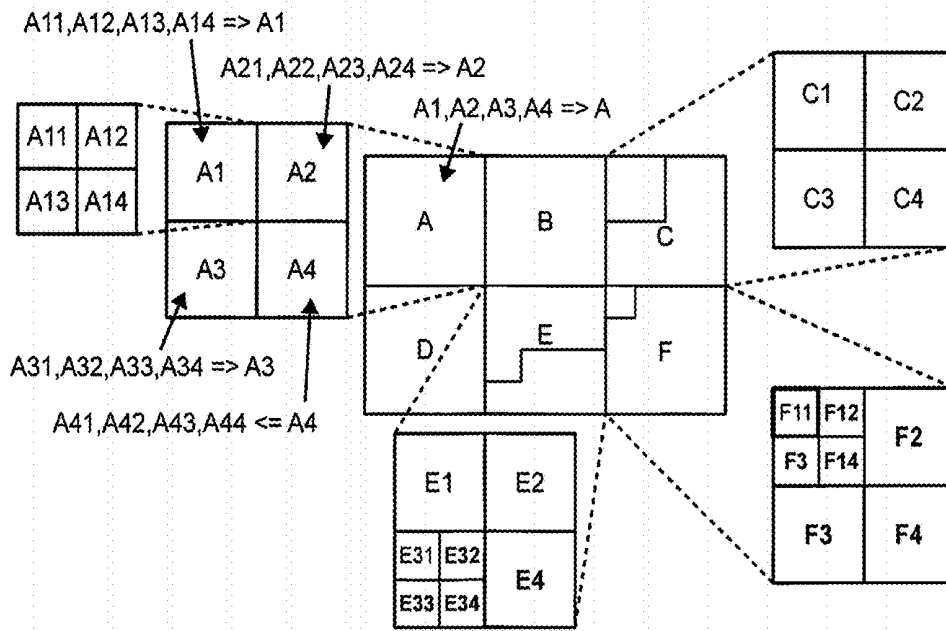 A11,A12,A13,A14 => A1
A21,A22,A23,A24 => A2
A1,A2,A3,A4 => A
A11 A12
A13 A14
A1 A2
A3 A4
A B C
D E F
C1 C2
C3 C4
A31,A32,A33,A34 => A3
A41,A42,A43,A44 <= A4
E1 E2
E31 E32
E33 E34
E4
F11 F12
F3 F14
F2
F3 F4